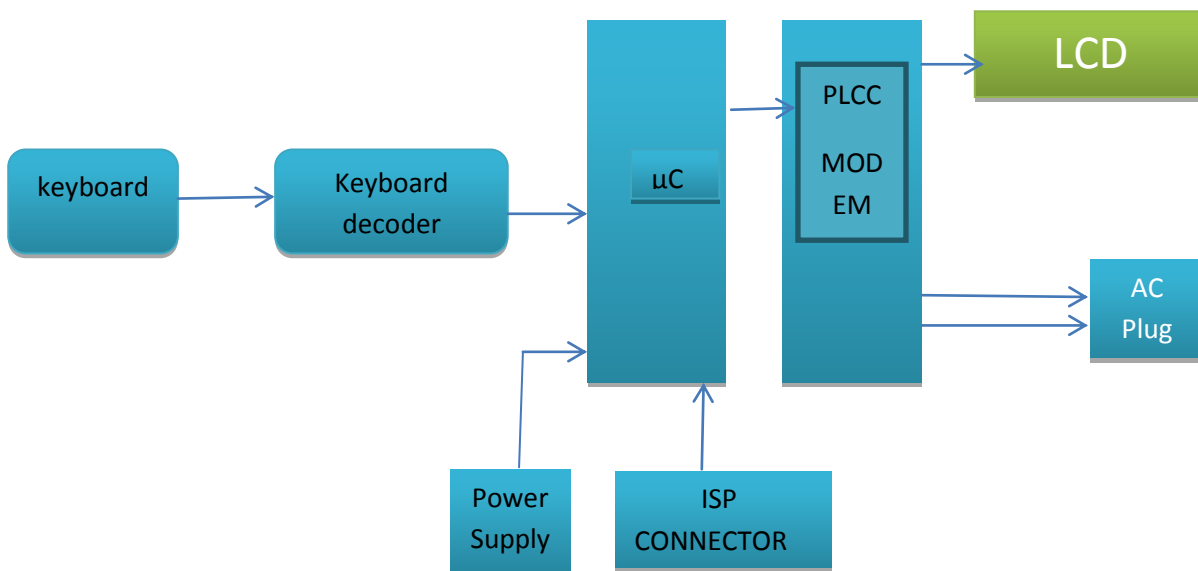 LCD
PLCC
MOD
EM
keyboard
Keyboard
decoder
µC
AC
Plug
Power
Supply
ISP
CONNECTOR